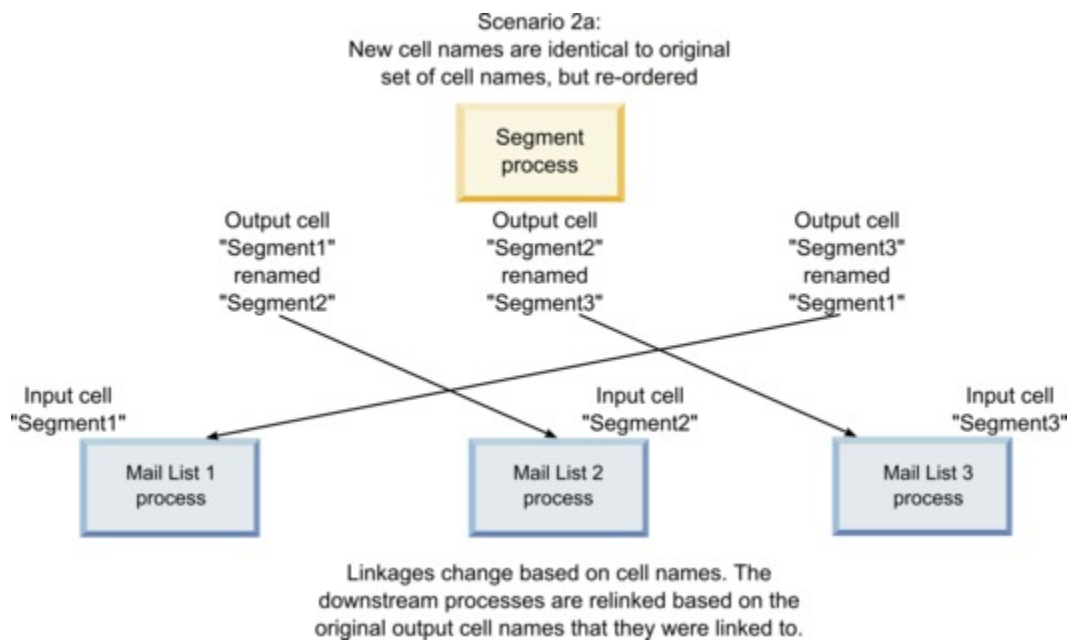 Scenario 2a:
New cell names are identical to original
set of cell names, but re-ordered
Segment
process
Output cell
"Segment1"
renamed
"Segment2"
Output cell
"Segment2"
renamed
"Segment3"
Output cell
"Segment3"
renamed
"Segment1"
Input cell
"Segment1"
Input cell
"Segment2"
Input cell
"Segment3"
Mail List 1
process
Mail List 2
process
Mail List 3
process
Linkages change based on cell names. The
downstream processes are relinked based on the
original output cell names that they were linked to.